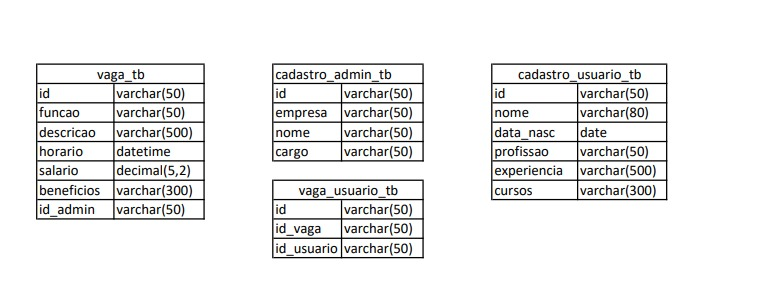 vaga_tb
id varchar(50)
funcao varchar(50)
descricao varchar(500)
horario datetime
salario decimal(5,2)
beneficios varchar(300)
id_admin varchar(50)
cadastro_admin_tb
id varchar(50)
empresa varchar(50)
nome varchar(50)
cargo varchar(50)
vaga_usuario_tb
id varchar(50)
id_vaga varchar(50)
id_usuario varchar(50)
cadastro_usuario_tb
id varchar(50)
nome varchar(80)
data_nasc date
profissao varchar(50)
experiencia varchar(500)
cursos varchar(300)